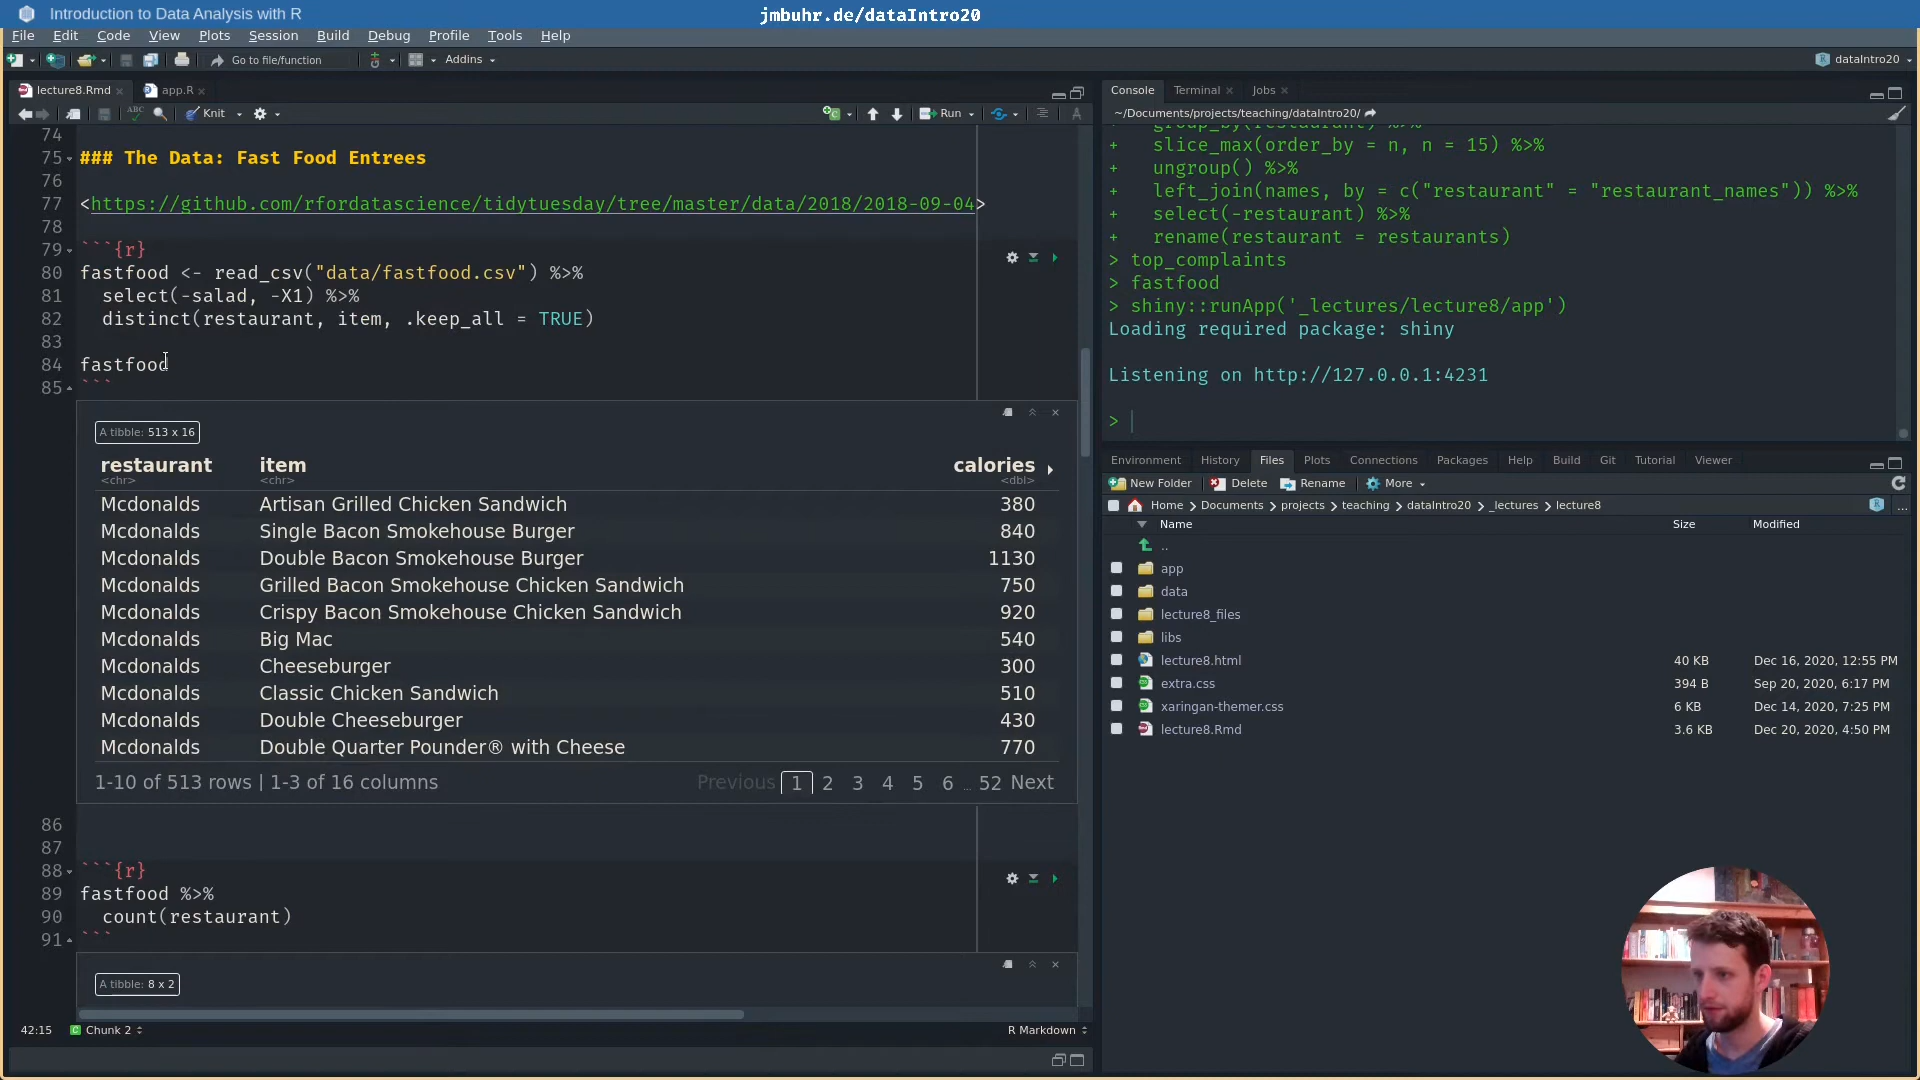 Introduction to Data Analysis with R
jmbuhr.de/dataIntro20
File Edit Code View Plots Session Build Debug Profile Tools Help
Go to file/function Addins dataIntro20
lecture8.Rmd app.R
Knit Run
74
75 ### The Data: Fast Food Entrees
76
77 <https://github.com/rfordatascience/tidytuesday/tree/master/data/2018/2018-09-04>
78
79 ```{r}
80 fastfood <- read_csv("data/fastfood.csv") %>%
81 select(-salad, -X1) %>%
82 distinct(restaurant, item, .keep_all = TRUE)
83
84 fastfood
85 ```
A tibble: 513 x 16
restaurant item calories
<chr> <chr> <dbl>
Mcdonalds Artisan Grilled Chicken Sandwich 380
Mcdonalds Single Bacon Smokehouse Burger 840
Mcdonalds Double Bacon Smokehouse Burger 1130
Mcdonalds Grilled Bacon Smokehouse Chicken Sandwich 750
Mcdonalds Crispy Bacon Smokehouse Chicken Sandwich 920
Mcdonalds Big Mac 540
Mcdonalds Cheeseburger 300
Mcdonalds Classic Chicken Sandwich 510
Mcdonalds Double Cheeseburger 430
Mcdonalds Double Quarter Pounder® with Cheese 770
1-10 of 513 rows | 1-3 of 16 columns Previous 1 2 3 4 5 6 ... 52 Next
86
87
88 ```{r}
89 fastfood %>%
90 count(restaurant)
91 ```
A tibble: 8 x 2
42:15 Chunk 2 R Markdown
Console Terminal Jobs
~/Documents/projects/teaching/dataIntro20/
+ group_by(restaurant) %>%
+ slice_max(order_by = n, n = 15) %>%
+ ungroup() %>%
+ left_join(names, by = c("restaurant" = "restaurant_names")) %>%
+ select(-restaurant) %>%
+ rename(restaurant = restaurants)
> top_complaints
> fastfood
> shiny::runApp('_lectures/lecture8/app')
Loading required package: shiny
Listening on http://127.0.0.1:4231
>
Environment History Files Plots Connections Packages Help Build Git Tutorial Viewer
New Folder Delete Rename More
Home Documents projects teaching dataIntro20 _lectures lecture8 ...
Name Size Modified
..
app
data
lecture8_files
libs
lecture8.html 40 KB Dec 16, 2020, 12:55 PM
extra.css 394 B Sep 20, 2020, 6:17 PM
xaringan-themer.css 6 KB Dec 14, 2020, 7:25 PM
lecture8.Rmd 3.6 KB Dec 20, 2020, 4:50 PM